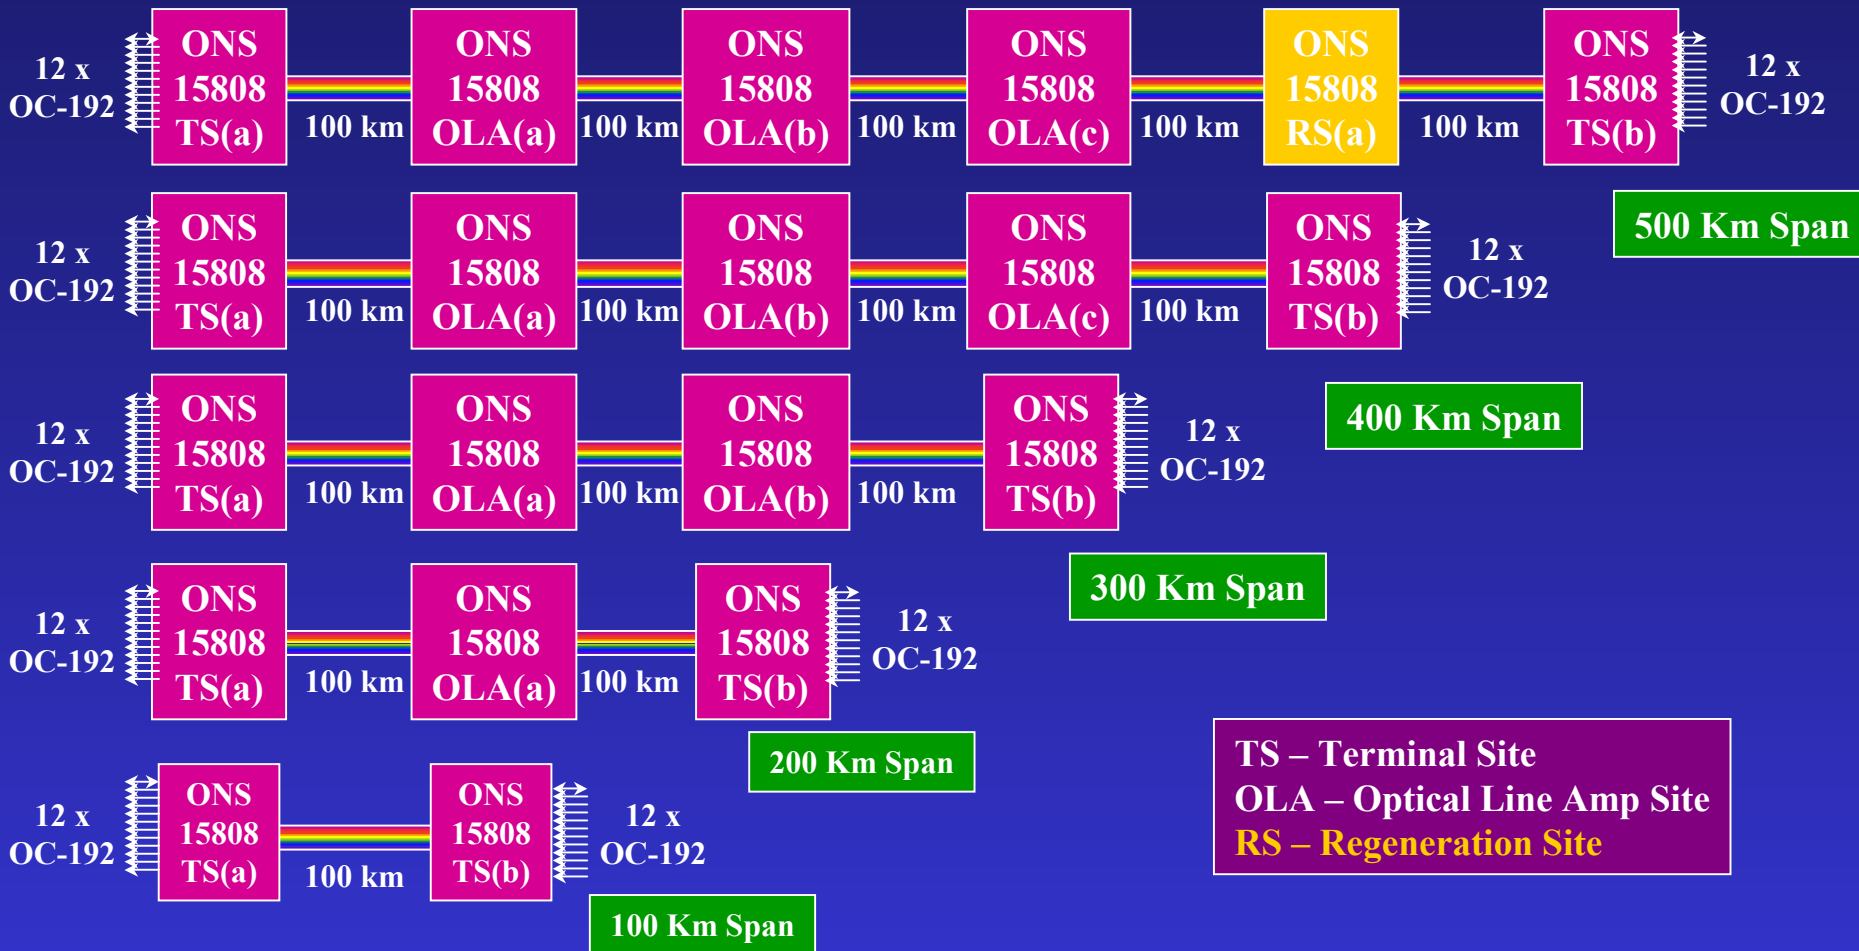 12 x
OC-192
ONS
15808
TS(a)
100 km
ONS
15808
OLA(a)
100 km
ONS
15808
OLA(b)
100 km
ONS
15808
OLA(c)
100 km
ONS
15808
RS(a)
100 km
ONS
15808
TS(b)
12 x
OC-192
500 Km Span
12 x
OC-192
ONS
15808
TS(a)
100 km
ONS
15808
OLA(a)
100 km
ONS
15808
OLA(b)
100 km
ONS
15808
OLA(c)
100 km
ONS
15808
TS(b)
12 x
OC-192
400 Km Span
12 x
OC-192
ONS
15808
TS(a)
100 km
ONS
15808
OLA(a)
100 km
ONS
15808
OLA(b)
100 km
ONS
15808
TS(b)
12 x
OC-192
300 Km Span
12 x
OC-192
ONS
15808
TS(a)
100 km
ONS
15808
OLA(a)
100 km
ONS
15808
TS(b)
12 x
OC-192
200 Km Span
12 x
OC-192
ONS
15808
TS(a)
100 km
ONS
15808
TS(b)
12 x
OC-192
100 Km Span
TS – Terminal Site
OLA – Optical Line Amp Site
RS – Regeneration Site